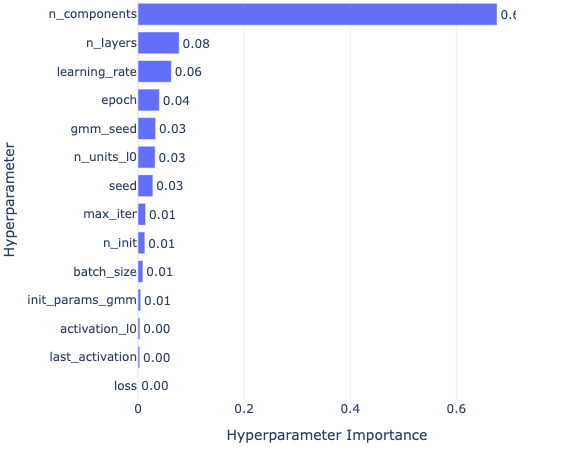 n_components
n_layers 0.08
learning_rate 0.06
epoch 0.04
gmm_seed 0.03
n_units_l0 0.03
seed 0.03
max_iter 0.01
n_init 0.01
batch_size 0.01
init_params_gmm 0.01
activation_l0 0.00
last_activation 0.00
loss 0.00
0 0.2 0.4 0.6
Hyperparameter Importance
Hyperparameter